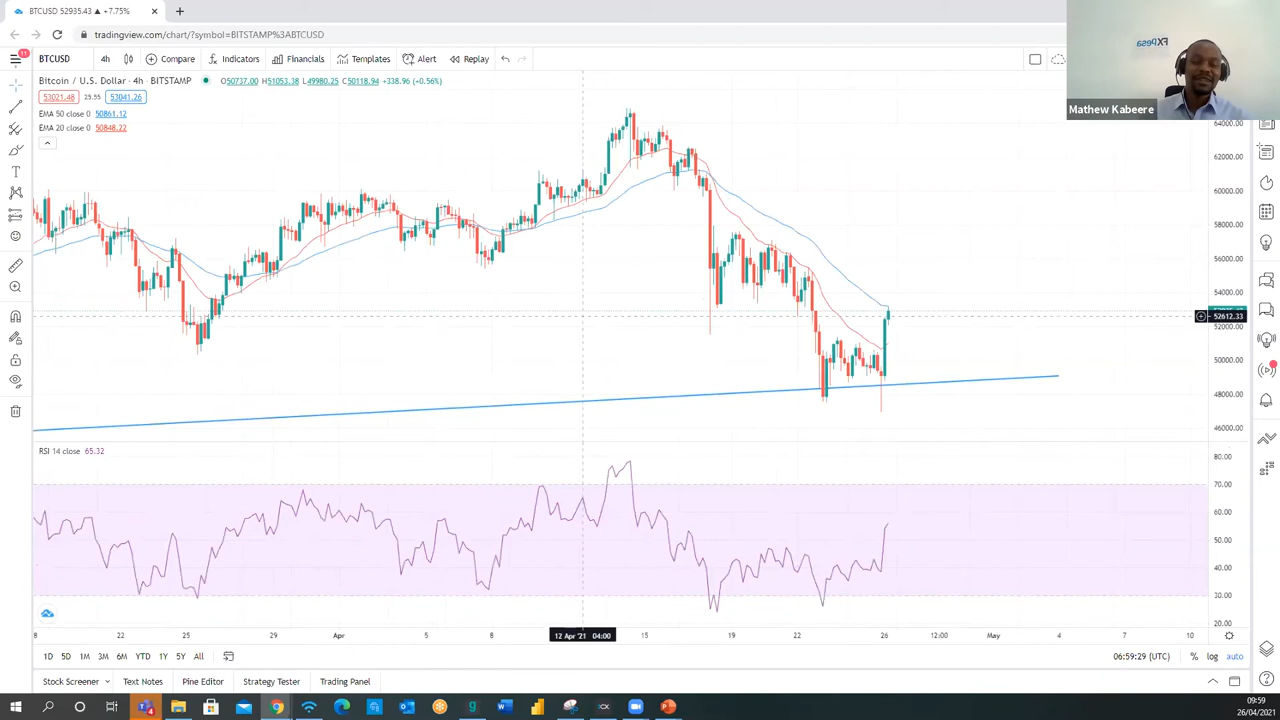 BTCUSD 52935.43 ▲ +7.75%
tradingview.com/chart/?symbol=BITSTAMP%3ABTCUSD
FXPesa
Mathew Kabeere
11
BTCUSD 4h Compare Indicators Financials Templates Alert Replay
Bitcoin / U.S. Dollar · 4h · BITSTAMP O50737.00 H51053.38 L49980.25 C50118.94 +338.96 (+0.56%)
53021.48 25.55 53041.26
EMA 50 close 0 50861.12
EMA 20 close 0 50848.22
64000.00
62000.00
60000.00
58000.00
56000.00
54000.00
52612.33
52000.00
50000.00
48000.00
46000.00
RSI 14 close 65.32
80.00
70.00
60.00
50.00
40.00
30.00
20.00
8 22 25 29 Apr 5 8 12 Apr '21 04:00 15 19 22 26 12:00 May 4 7 10
1D 5D 1M 3M 6M YTD 1Y 5Y All 06:59:29 (UTC) % log auto
Stock Screener Text Notes Pine Editor Strategy Tester Trading Panel
09:59
26/04/2021